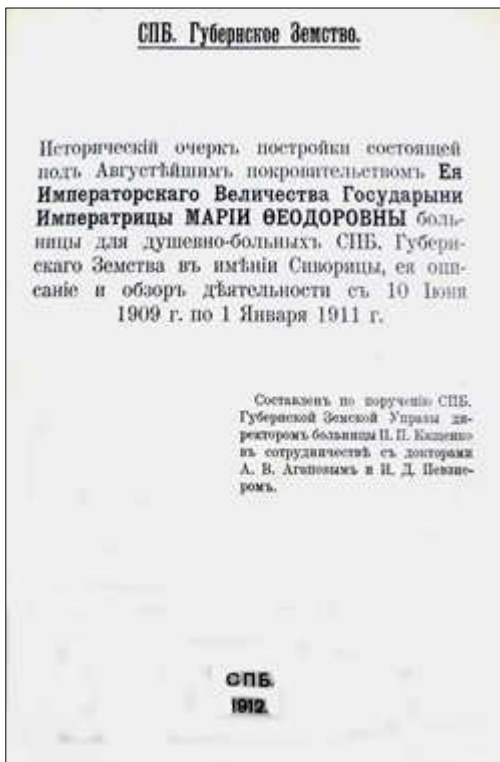 СПБ. Губернское Земство.
Историческій очеркъ постройки состоящей
подъ Августѣйшимъ покровительствомъ Ея
Императорскаго Величества Государыни
Императрицы МАРІИ ѲЕОДОРОВНЫ боль-
ницы для душевно-больныхъ СПБ. Губерн-
скаго Земства въ имѣніи Сиворицы, ея опи-
саніе и обзоръ дѣятельности съ 10 Іюня
1909 г. по 1 Января 1911 г.
Составленъ по порученію СПБ.
Губернской Земской Управы ди-
ректоромъ больницы П. П. Кащенко
въ сотрудничествѣ съ докторами
А. В. Агаповымъ и И. Д. Певзне-
ромъ.
СПБ.
1912.